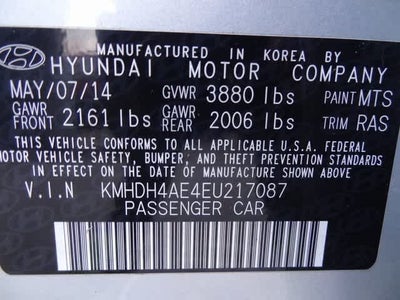 MANUFACTURED IN KOREA BY
HYUNDAI MOTOR COMPANY
MAY/07/14 GVWR 3880 lbs PAINT MTS
GAWR FRONT 2161 lbs GAWR REAR 2006 lbs TRIM RAS
THIS VEHICLE CONFORMS TO ALL APPLICABLE U.S.A. FEDERAL
MOTOR VEHICLE SAFETY, BUMPER, AND THEFT PREVENTION STANDARDS
IN EFFECT ON THE DATE OF MANUFACTURE SHOWN ABOVE.
V.I.N KMHDH4AE4EU217087
PASSENGER CAR